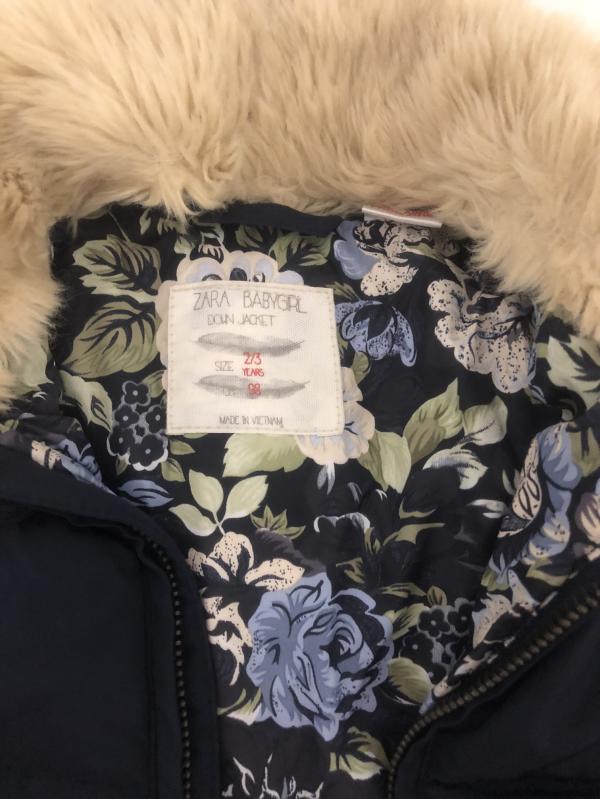 ZARA BABYGIRL
DOWN JACKET
SIZE 2/3
YEARS
98
MADE IN VIETNAM